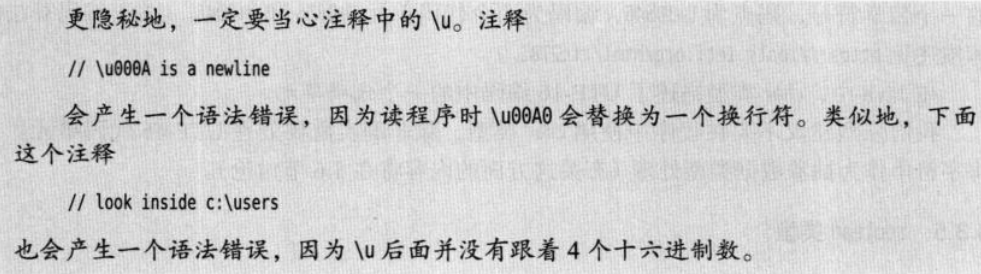 更隐秘地，一定要当心注释中的 \u。注释
// \u000A is a newline
会产生一个语法错误，因为读程序时 \u00A0 会替换为一个换行符。类似地，下面
这个注释
// look inside c:\users
也会产生一个语法错误，因为 \u 后面并没有跟着 4 个十六进制数。